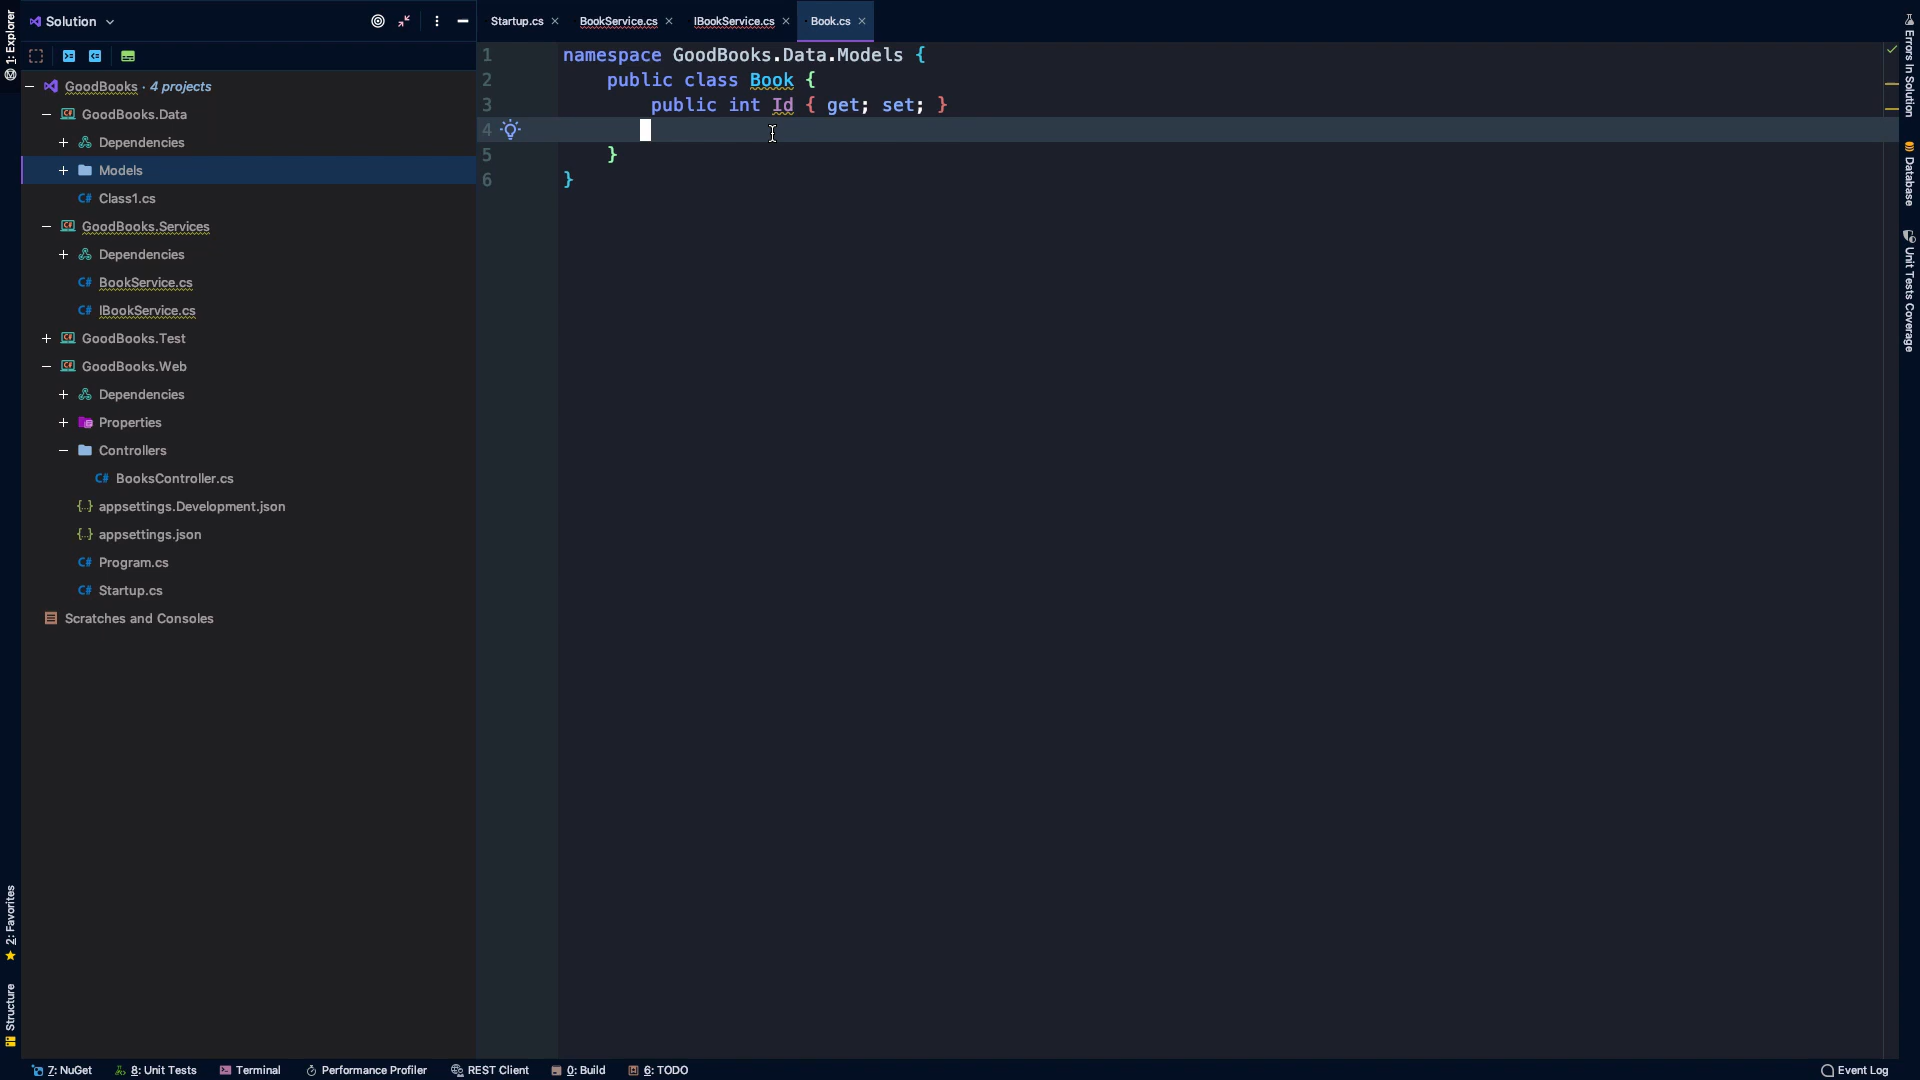 1: Explorer
Solution
Startup.cs
BookService.cs
IBookService.cs
Book.cs
GoodBooks · 4 projects
GoodBooks.Data
Dependencies
Models
Class1.cs
GoodBooks.Services
Dependencies
BookService.cs
IBookService.cs
GoodBooks.Test
GoodBooks.Web
Dependencies
Properties
Controllers
BooksController.cs
appsettings.Development.json
appsettings.json
Program.cs
Startup.cs
Scratches and Consoles
2: Favorites
Structure
1 namespace GoodBooks.Data.Models {
2 public class Book {
3 public int Id { get; set; }
4
5 }
6 }
Errors In Solution
Database
Unit Tests Coverage
7: NuGet
8: Unit Tests
Terminal
Performance Profiler
REST Client
0: Build
6: TODO
Event Log